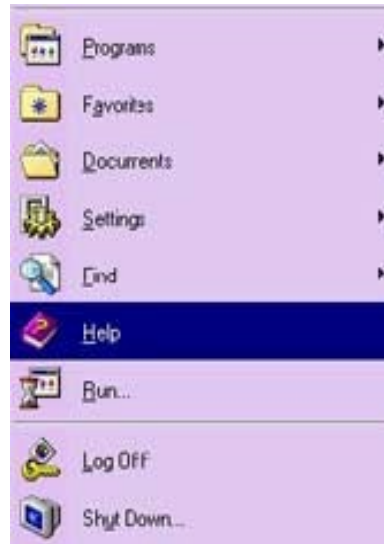 Programs
Favorites
Documents
Settings
Find
Help
Run...
Log Off
Shut Down...